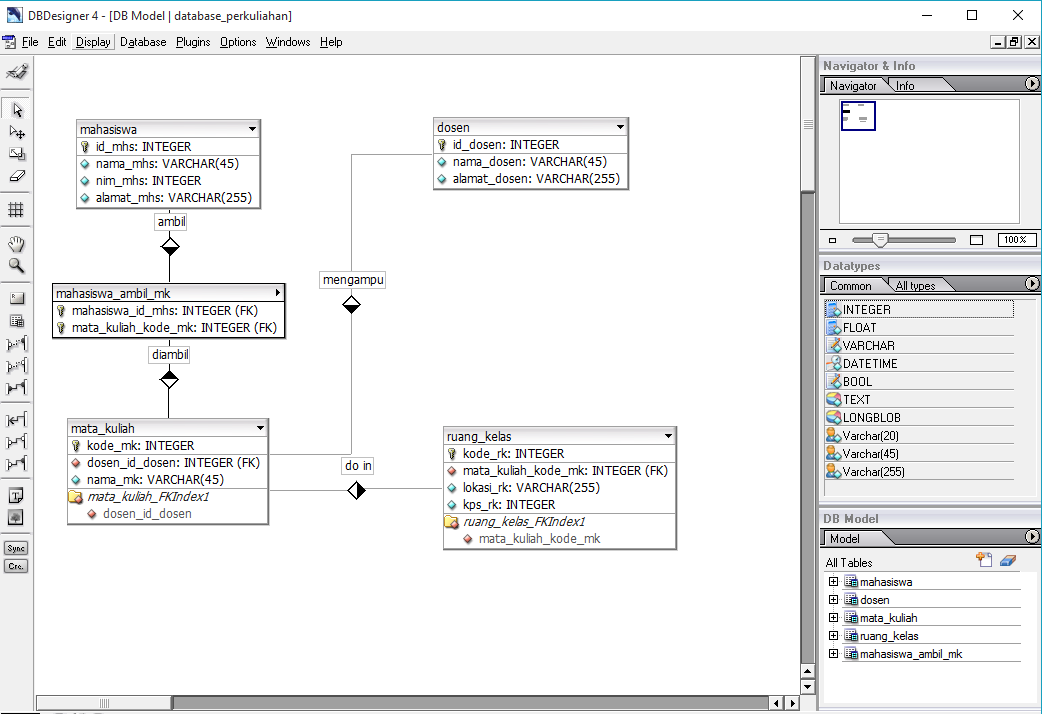 DBDesigner 4 - [DB Model | database_perkuliahan]
File Edit Display Database Plugins Options Windows Help
mahasiswa
id_mhs: INTEGER
nama_mhs: VARCHAR(45)
nim_mhs: INTEGER
alamat_mhs: VARCHAR(255)
dosen
id_dosen: INTEGER
nama_dosen: VARCHAR(45)
alamat_dosen: VARCHAR(255)
ambil
mengampu
mahasiswa_ambil_mk
mahasiswa_id_mhs: INTEGER (FK)
mata_kuliah_kode_mk: INTEGER (FK)
diambil
mata_kuliah
kode_mk: INTEGER
dosen_id_dosen: INTEGER (FK)
nama_mk: VARCHAR(45)
mata_kuliah_FKIndex1
dosen_id_dosen
do in
ruang_kelas
kode_rk: INTEGER
mata_kuliah_kode_mk: INTEGER (FK)
lokasi_rk: VARCHAR(255)
kps_rk: INTEGER
ruang_kelas_FKIndex1
mata_kuliah_kode_mk
Sync
Cre.
Navigator & Info
Navigator Info
100%
Datatypes
Common All types
INTEGER
FLOAT
VARCHAR
DATETIME
BOOL
TEXT
LONGBLOB
Varchar(20)
Varchar(45)
Varchar(255)
DB Model
Model
All Tables
mahasiswa
dosen
mata_kuliah
ruang_kelas
mahasiswa_ambil_mk